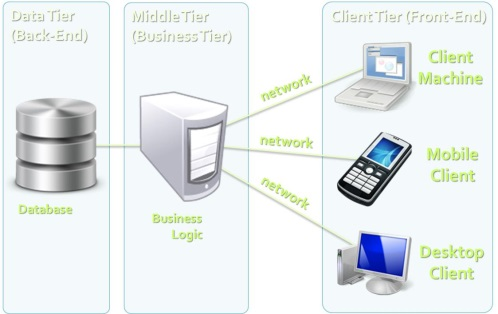 Data Tier
(Back-End)
Middle Tier
(Business Tier)
Client Tier (Front-End)
Client
Machine
network
network
Mobile
Client
network
Database
Business
Logic
Desktop
Client